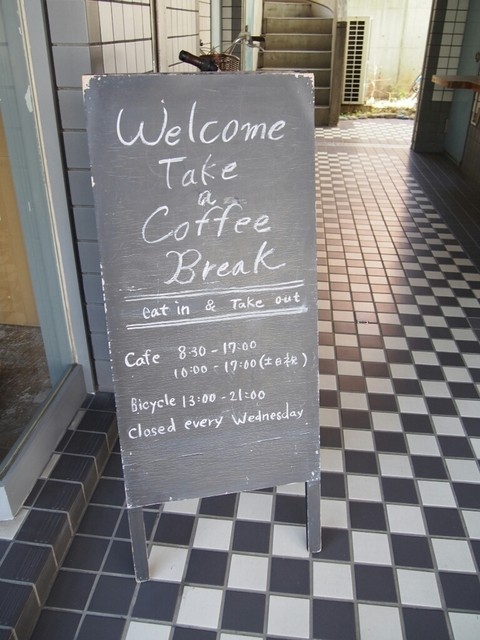 Welcome
Take
a
Coffee
Break
eat in & Take out
Cafe 8:30 - 17:00
10:00 - 17:00 (土日祝)
Bicycle 13:00 - 21:00
Closed every Wednesday